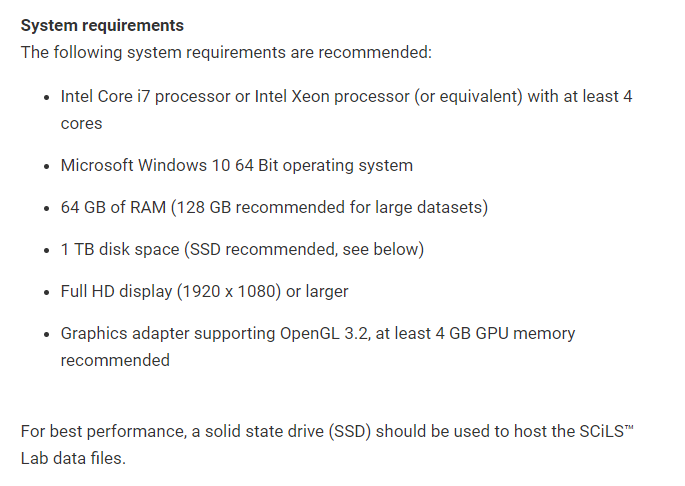 System requirements
The following system requirements are recommended:
• Intel Core i7 processor or Intel Xeon processor (or equivalent) with at least 4
cores
• Microsoft Windows 10 64 Bit operating system
• 64 GB of RAM (128 GB recommended for large datasets)
• 1 TB disk space (SSD recommended, see below)
• Full HD display (1920 x 1080) or larger
• Graphics adapter supporting OpenGL 3.2, at least 4 GB GPU memory
recommended
For best performance, a solid state drive (SSD) should be used to host the SCiLS™
Lab data files.